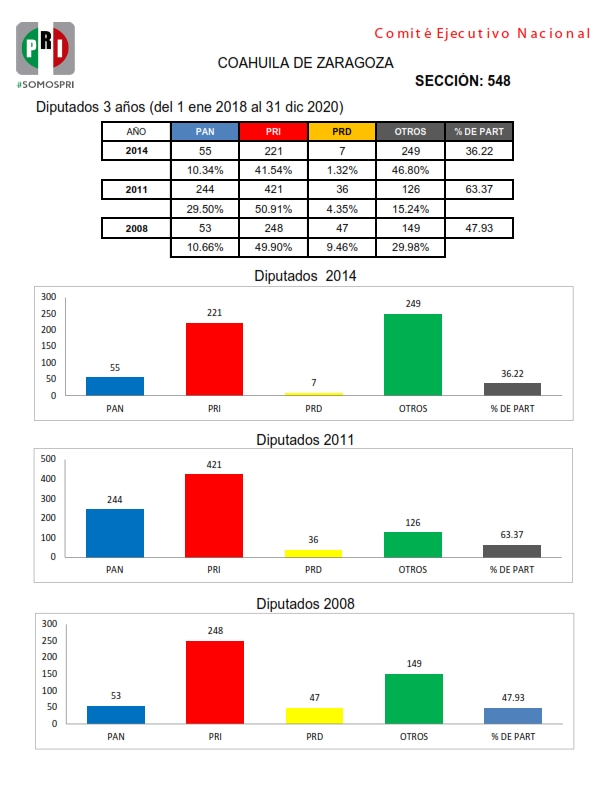 PRI
#SOMOSPRI
Comité Ejecutivo Nacional
COAHUILA DE ZARAGOZA
SECCIÓN: 548
Diputados 3 años (del 1 ene 2018 al 31 dic 2020)
AÑO PAN PRI PRD OTROS % DE PART
2014 55 221 7 249 36.22
10.34% 41.54% 1.32% 46.80%
2011 244 421 36 126 63.37
29.50% 50.91% 4.35% 15.24%
2008 53 248 47 149 47.93
10.66% 49.90% 9.46% 29.98%
Diputados 2014
300
250
200
150
100
50
0
55 221 7 249 36.22
PAN PRI PRD OTROS % DE PART
Diputados 2011
500
400
300
200
100
0
244 421 36 126 63.37
PAN PRI PRD OTROS % DE PART
Diputados 2008
300
250
200
150
100
50
0
53 248 47 149 47.93
PAN PRI PRD OTROS % DE PART